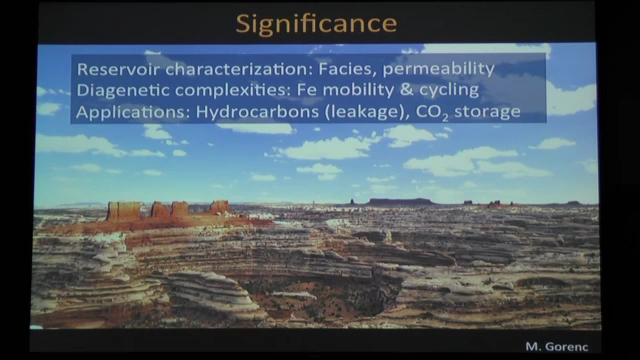 Significance
Reservoir characterization: Facies, permeability
Diagenetic complexities: Fe mobility & cycling
Applications: Hydrocarbons (leakage), CO₂ storage
M. Gorenc